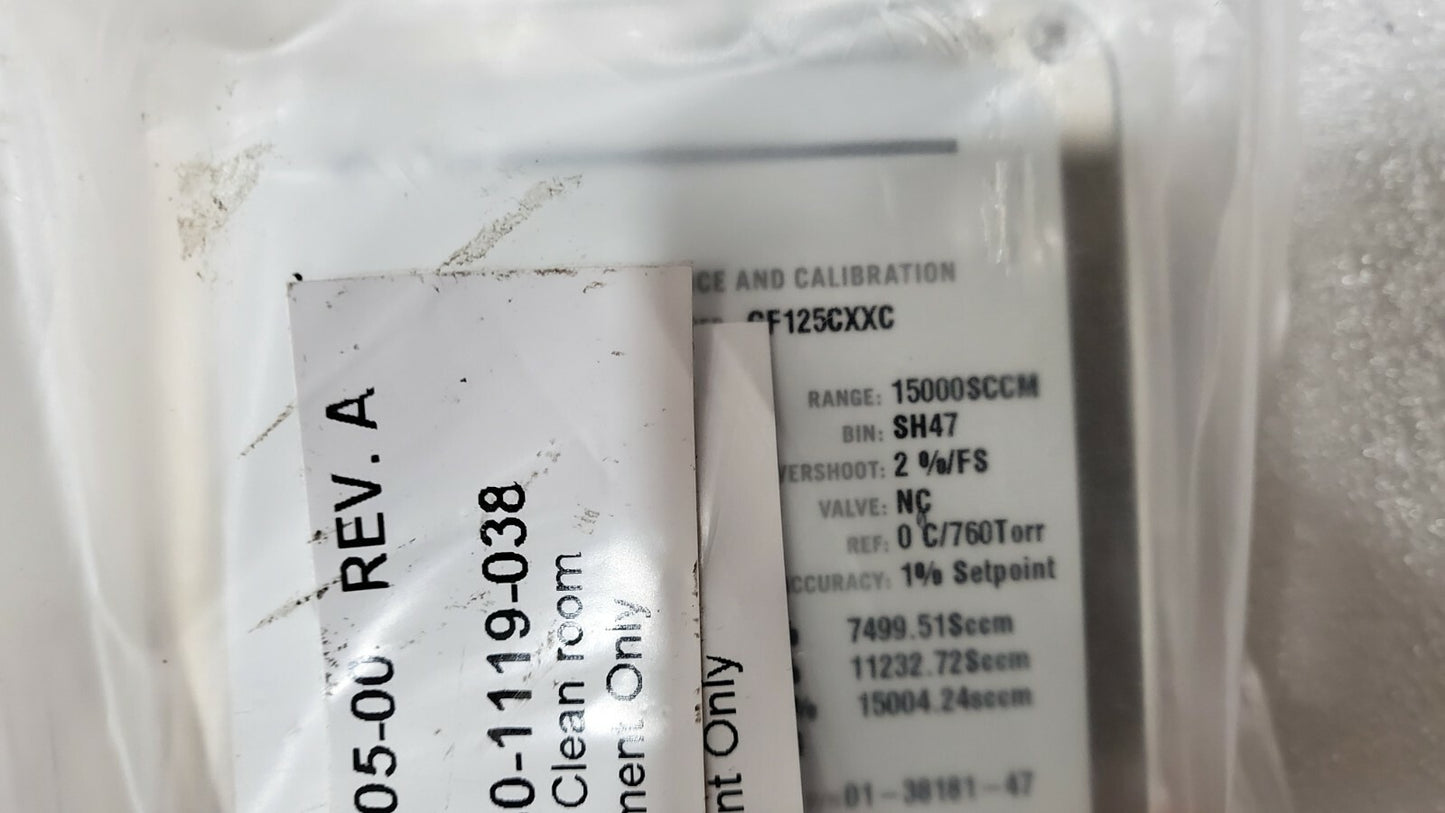 CE AND CALIBRATION
GF125CXXC
RANGE: 15000SCCM
BIN: SH47
VERSHOOT: 2 %/FS
VALVE: NC
REF: 0°C/760Torr
CCURACY: 1% Setpoint
7499.51Sccm
11232.72Sccm
% 15004.24sccm
01-38181-47
05-00 REV. A
0-1119-038
Clean room
ment Only
nt Only